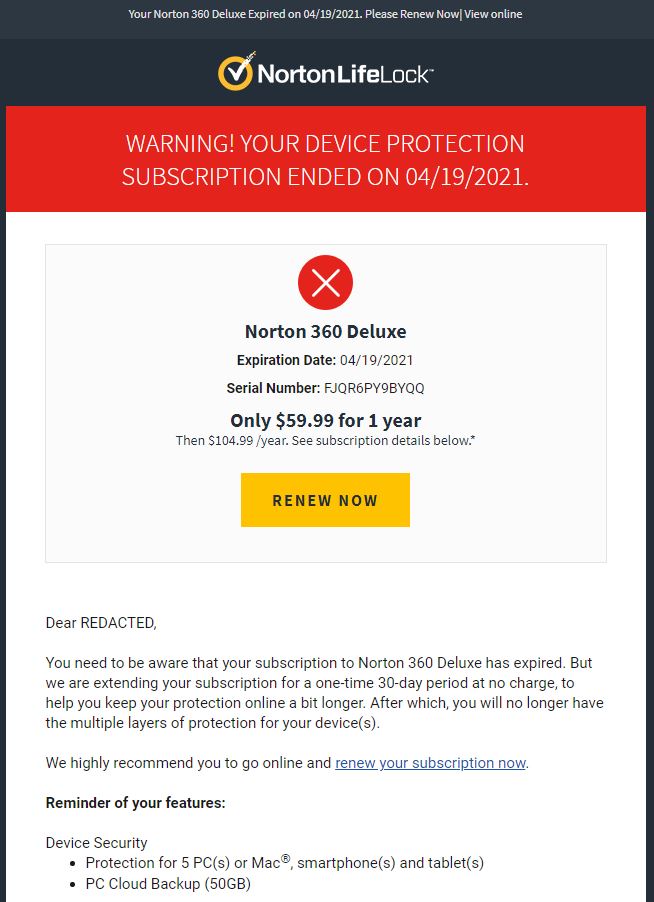 Your Norton 360 Deluxe Expired on 04/19/2021. Please Renew Now| View online
NortonLifeLock™
WARNING! YOUR DEVICE PROTECTION
SUBSCRIPTION ENDED ON 04/19/2021.
Norton 360 Deluxe
Expiration Date: 04/19/2021
Serial Number: FJQR6PY9BYQQ
Only $59.99 for 1 year
Then $104.99 /year. See subscription details below.*
RENEW NOW
Dear REDACTED,
You need to be aware that your subscription to Norton 360 Deluxe has expired. But
we are extending your subscription for a one-time 30-day period at no charge, to
help you keep your protection online a bit longer. After which, you will no longer have
the multiple layers of protection for your device(s).
We highly recommend you to go online and renew your subscription now.
Reminder of your features:
Device Security
• Protection for 5 PC(s) or Mac®, smartphone(s) and tablet(s)
• PC Cloud Backup (50GB)